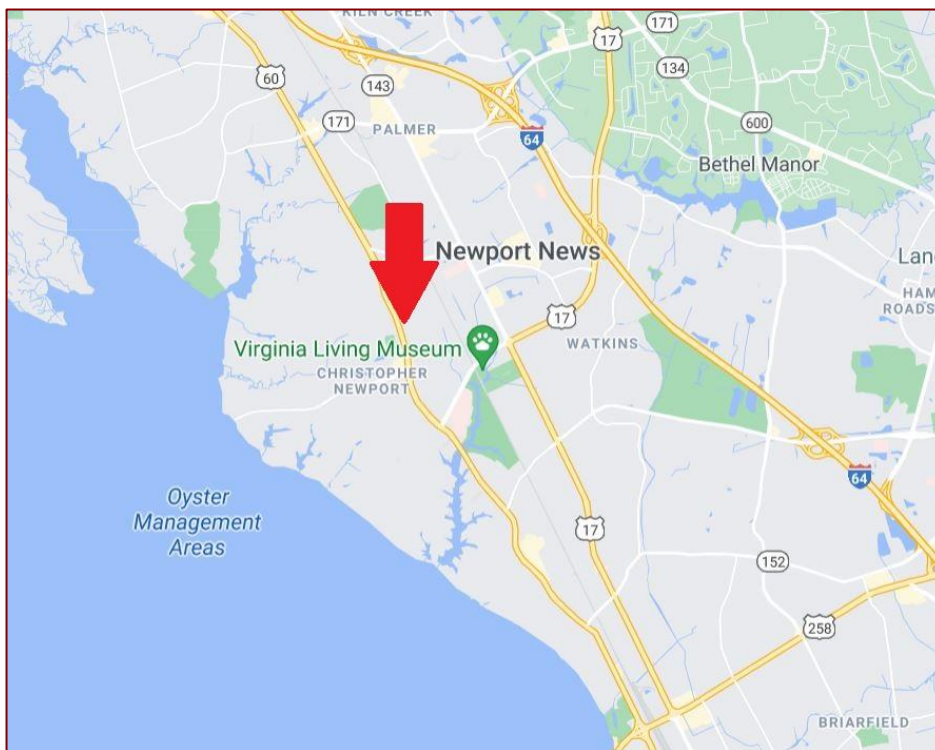 KILN CREEK
171
17
60
143
134
171
PALMER
600
64
Bethel Manor
Newport News
Lan
HAM
ROADS
17
Virginia Living Museum
WATKINS
CHRISTOPHER
NEWPORT
64
Oyster
Management
Areas
17
152
258
BRIARFIELD